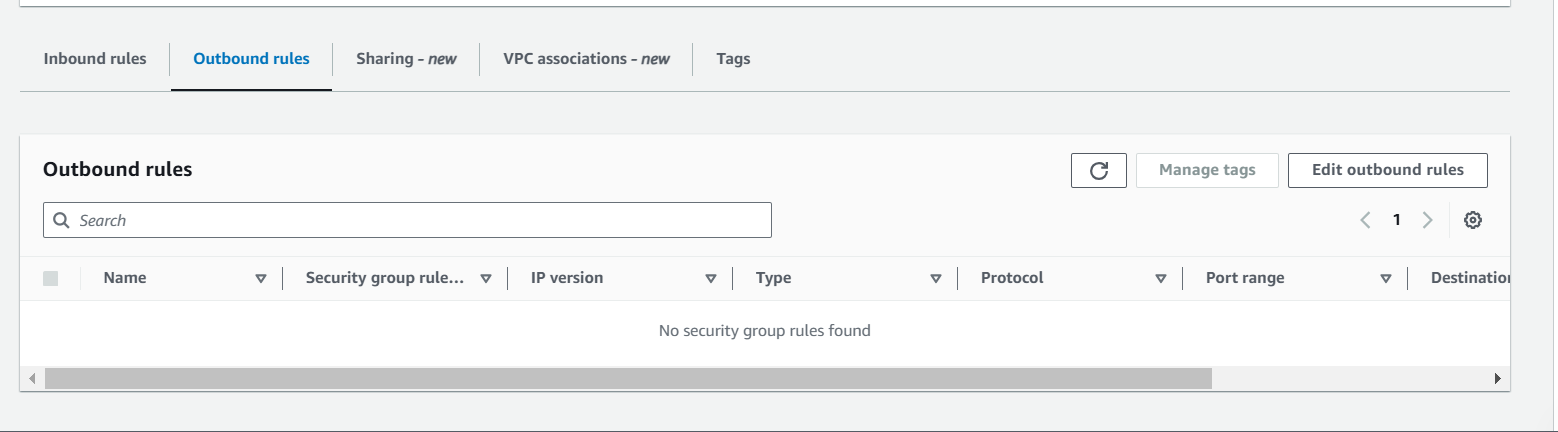 Inbound rules
Outbound rules
Sharing - new
VPC associations - new
Tags
Outbound rules
Manage tags
Edit outbound rules
Search
1
Name
Security group rule...
IP version
Type
Protocol
Port range
Destination
No security group rules found